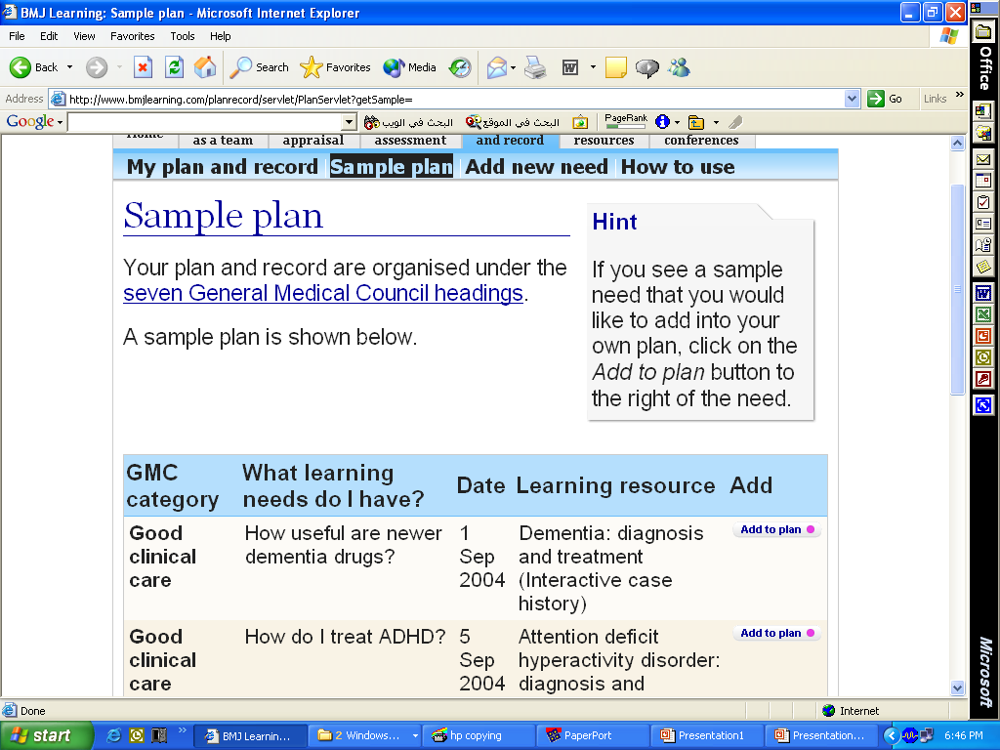 BMJ Learning: Sample plan - Microsoft Internet Explorer
File Edit View Favorites Tools Help
Back Search Favorites Media
Address http://www.bmjlearning.com/planrecord/servlet/PlanServlet?getSample= Go Links »
Google البحث في الويب البحث في الموقع PageRank
Home as a team appraisal assessment and record resources conferences
My plan and record Sample plan Add new need How to use
Sample plan
Your plan and record are organised under the
seven General Medical Council headings.
A sample plan is shown below.
Hint
If you see a sample
need that you would
like to add into your
own plan, click on the
Add to plan button to
the right of the need.
GMC category What learning needs do I have? Date Learning resource Add
Good clinical care How useful are newer dementia drugs? 1 Sep 2004 Dementia: diagnosis and treatment (Interactive case history) Add to plan
Good clinical care How do I treat ADHD? 5 Sep 2004 Attention deficit hyperactivity disorder: diagnosis and Add to plan
Done Internet
start » BMJ Learnin... 2 Windows... hp copying PaperPort Presentation1 Presentation... 6:46 PM
Office
Microsoft